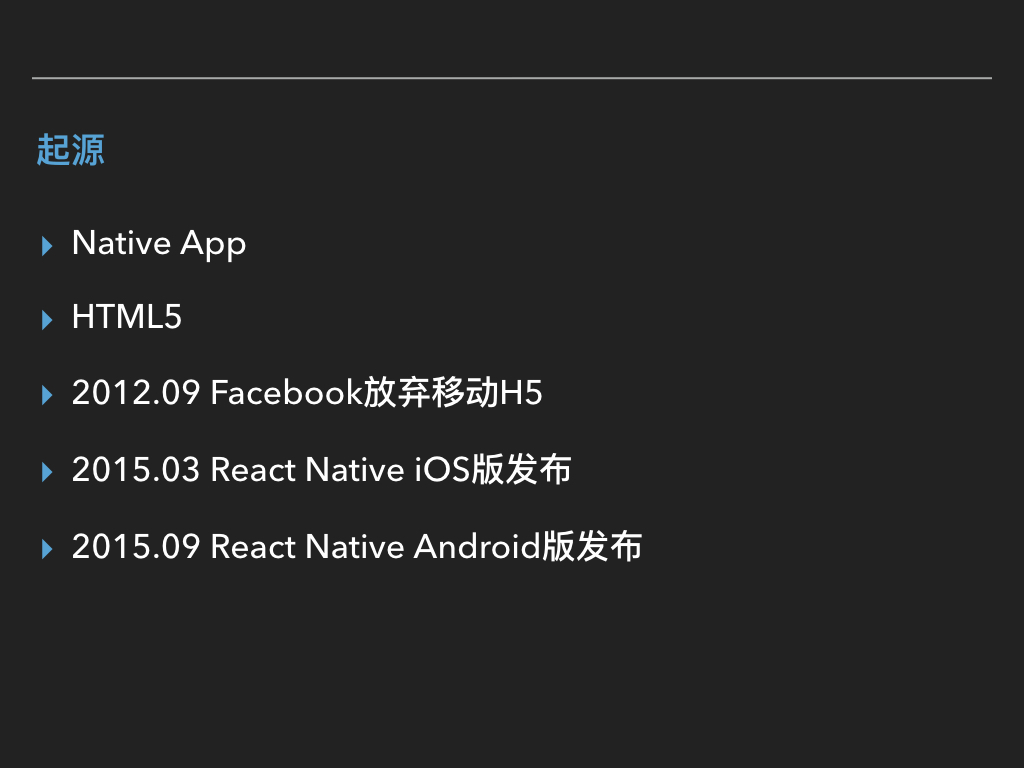 起源
Native App
HTML5
2012.09 Facebook放弃移动H5
2015.03 React Native iOS版发布
2015.09 React Native Android版发布